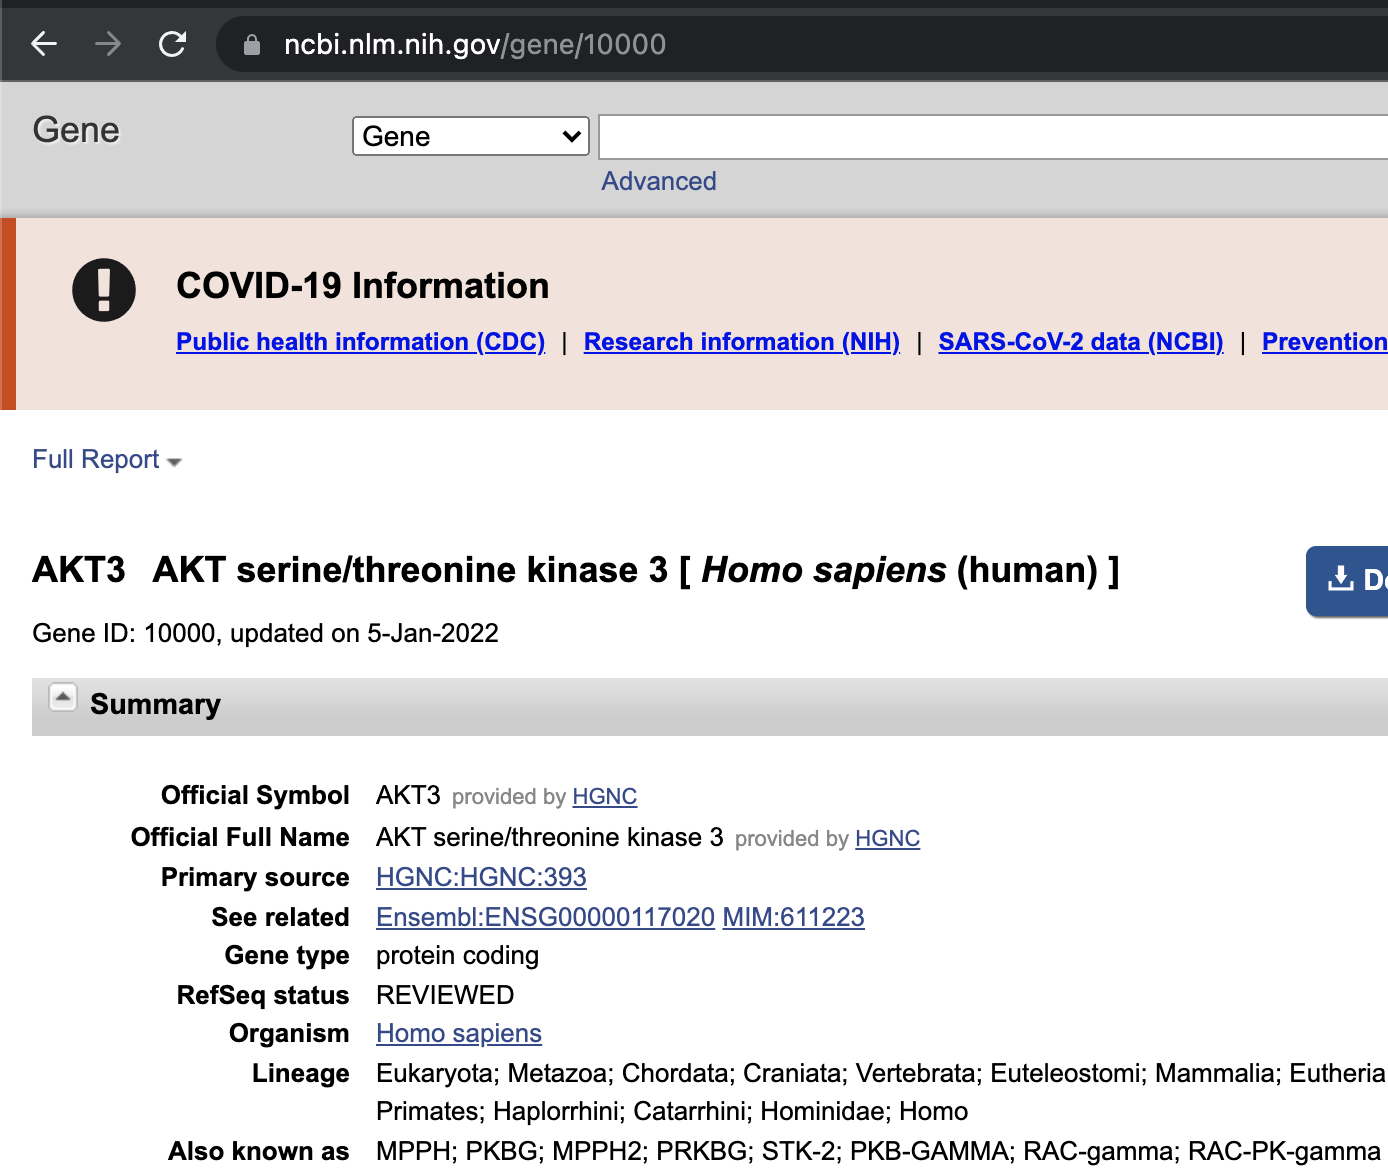 ncbi.nlm.nih.gov/gene/10000
Gene Gene
Advanced
COVID-19 Information
Public health information (CDC) | Research information (NIH) | SARS-CoV-2 data (NCBI) | Prevention
Full Report
AKT3 AKT serine/threonine kinase 3 [ Homo sapiens (human) ]
Gene ID: 10000, updated on 5-Jan-2022
Summary
Official Symbol AKT3 provided by HGNC
Official Full Name AKT serine/threonine kinase 3 provided by HGNC
Primary source HGNC:HGNC:393
See related Ensembl:ENSG00000117020 MIM:611223
Gene type protein coding
RefSeq status REVIEWED
Organism Homo sapiens
Lineage Eukaryota; Metazoa; Chordata; Craniata; Vertebrata; Euteleostomi; Mammalia; Eutheria
Primates; Haplorrhini; Catarrhini; Hominidae; Homo
Also known as MPPH; PKBG; MPPH2; PRKBG; STK-2; PKB-GAMMA; RAC-gamma; RAC-PK-gamma